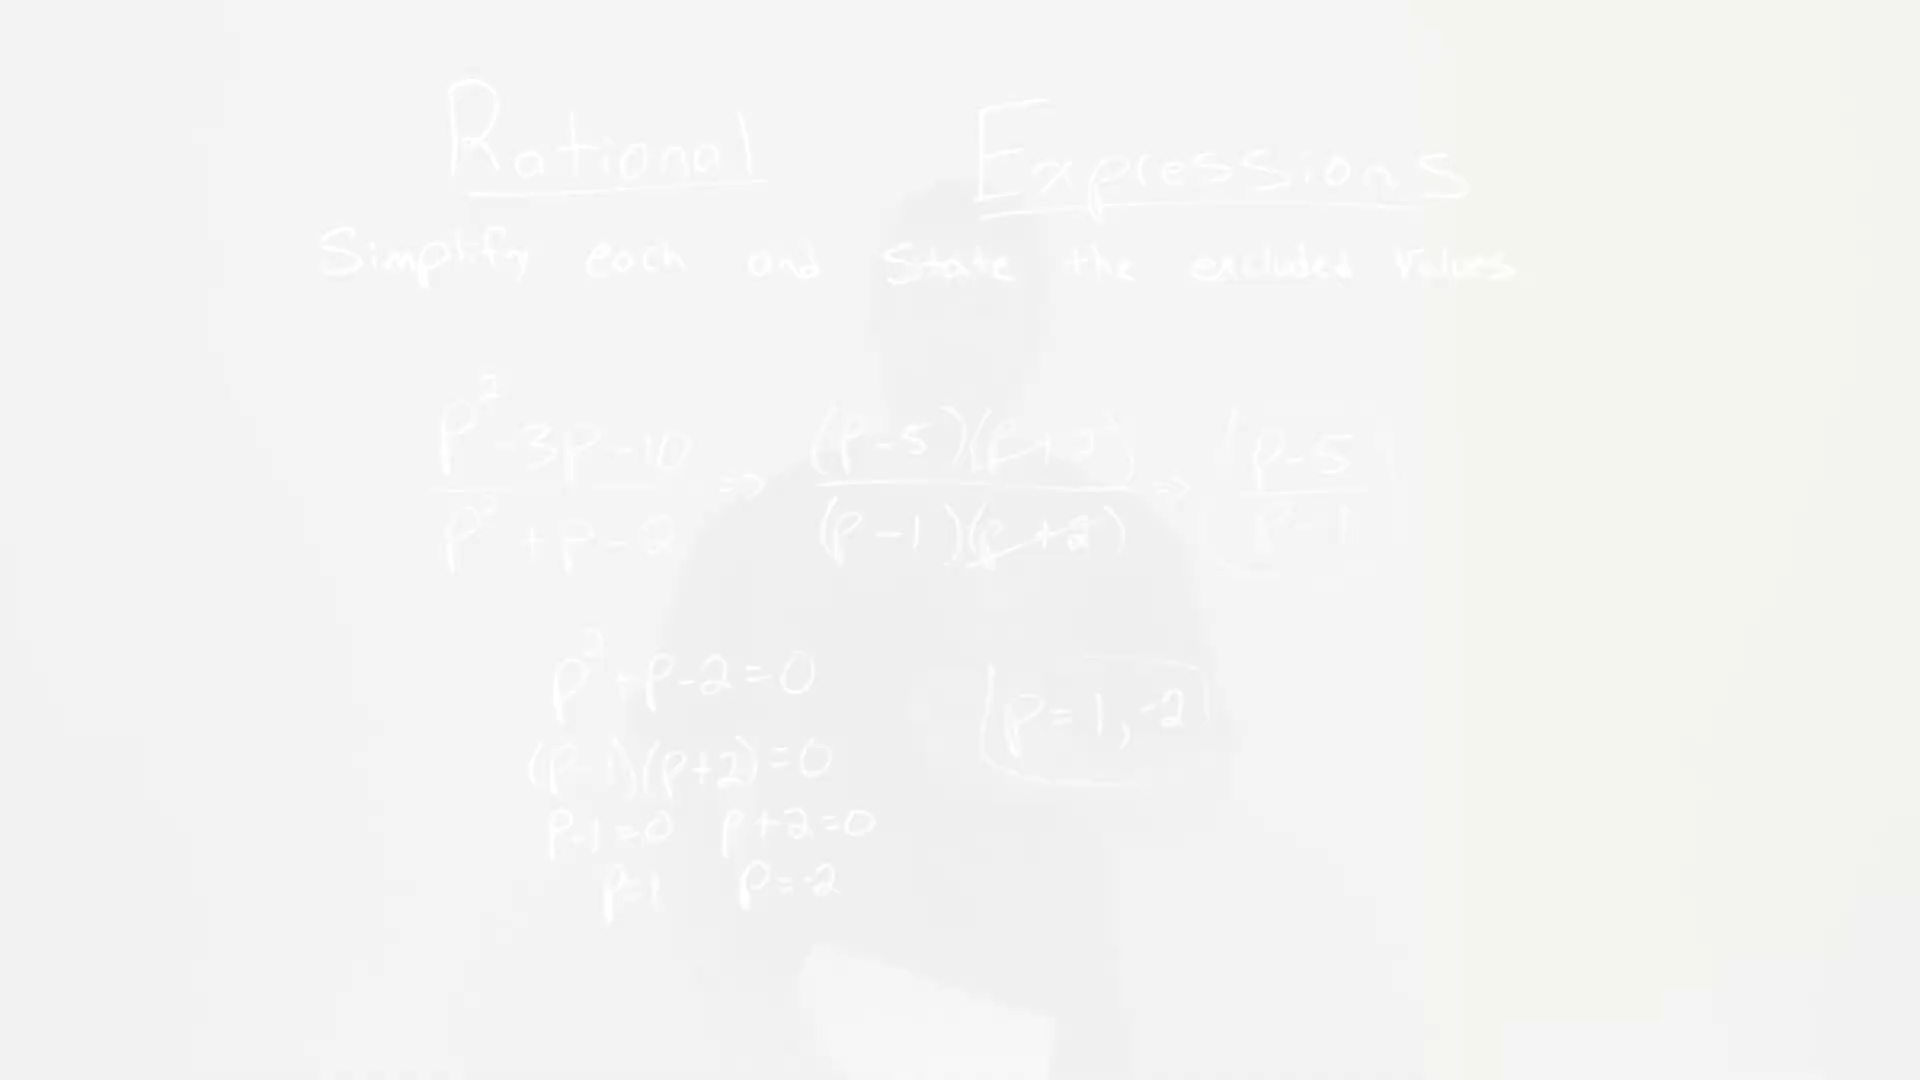 Rational Expressions
Simplify each and State the excluded values
p²-3p-10 / p²+p-2 => (p-5)(p+2) / (p-1)(p+2) => p-5 / p-1
p²+p-2=0
p=1,-2
(p-1)(p+2)=0
p-1=0 p+2=0
p=1 p=-2